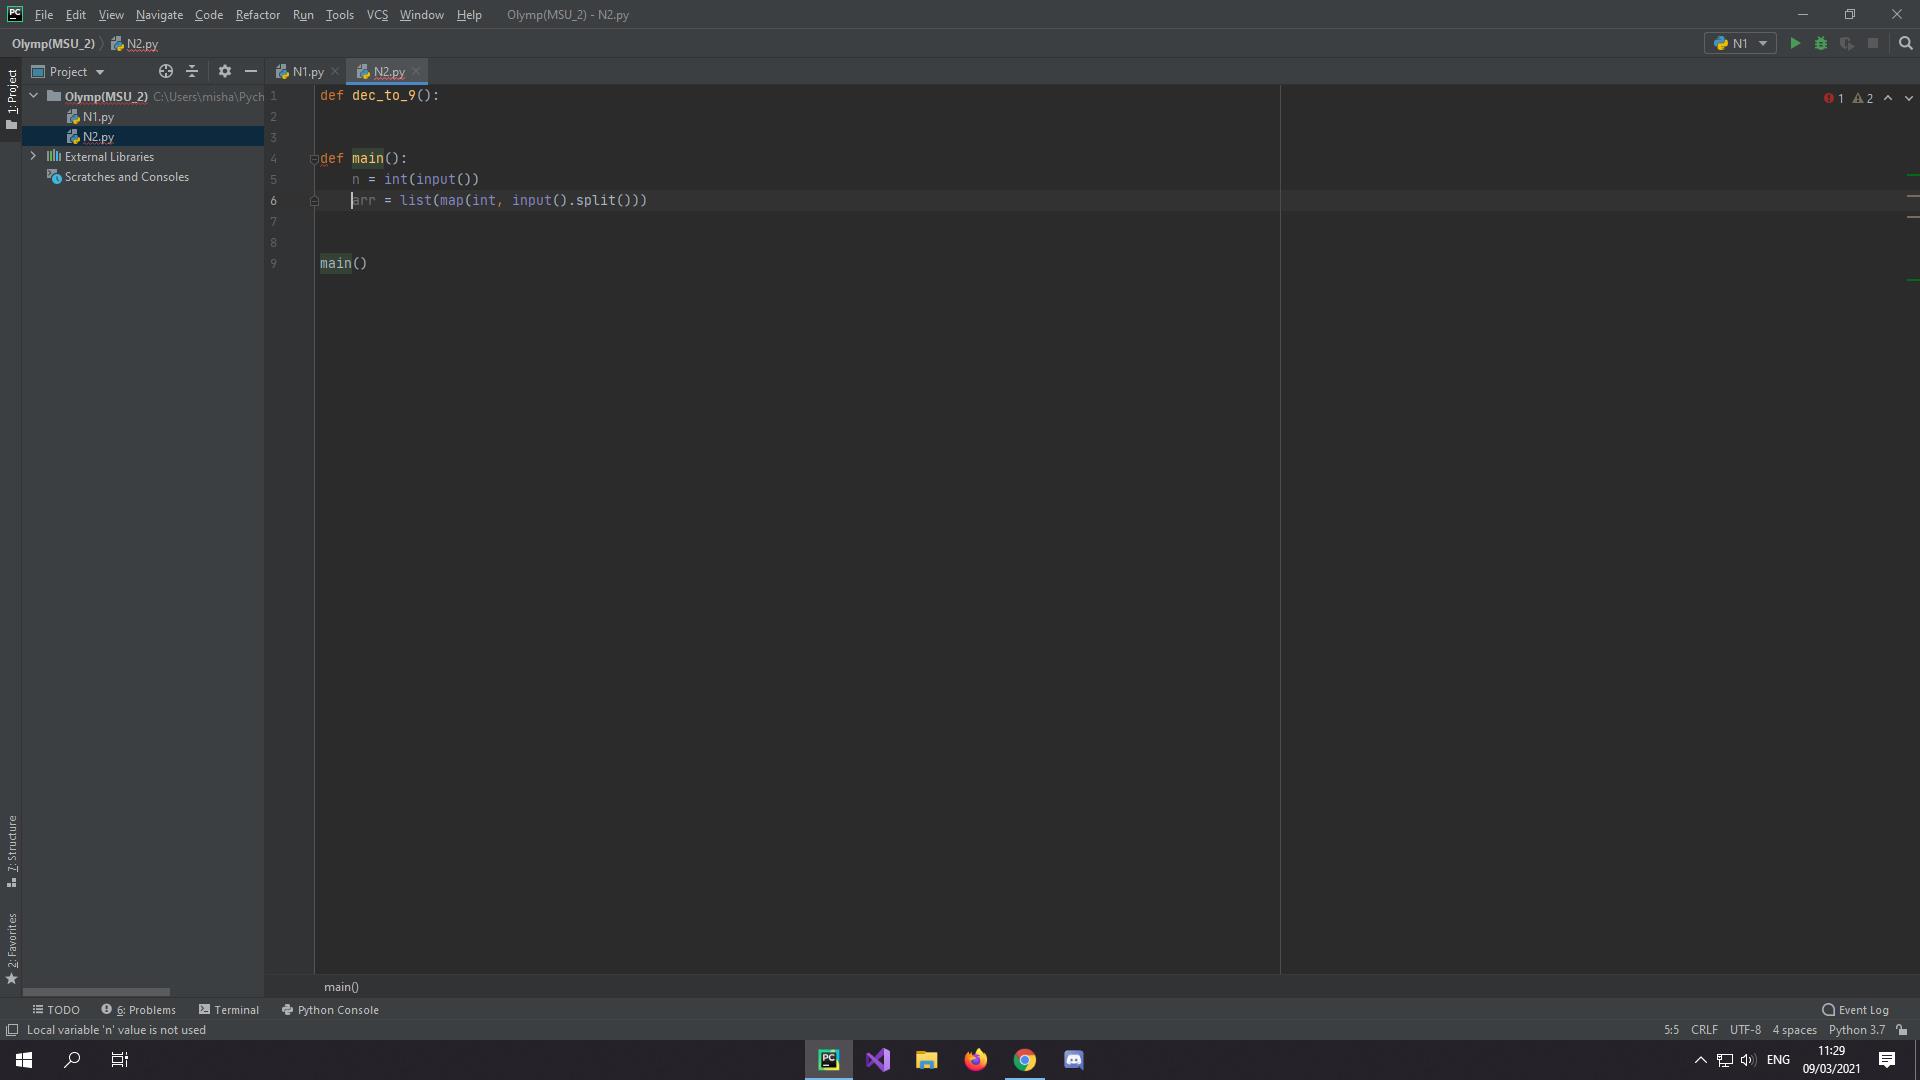 PC File Edit View Navigate Code Refactor Run Tools VCS Window Help Olymp(MSU_2) - N2.py
Olymp(MSU_2) N2.py N1
Project N1.py N2.py
1: Project
Olymp(MSU_2) C:\Users\misha\Pych
N1.py
N2.py
External Libraries
Scratches and Consoles
1 def dec_to_9():
1 2
2
3
4 def main():
5 n = int(input())
6 arr = list(map(int, input().split()))
7
8
9 main()
7: Structure
2: Favorites
main()
TODO 6: Problems Terminal Python Console Event Log
Local variable 'n' value is not used 5:5 CRLF UTF-8 4 spaces Python 3.7
PC ENG 11:29
09/03/2021